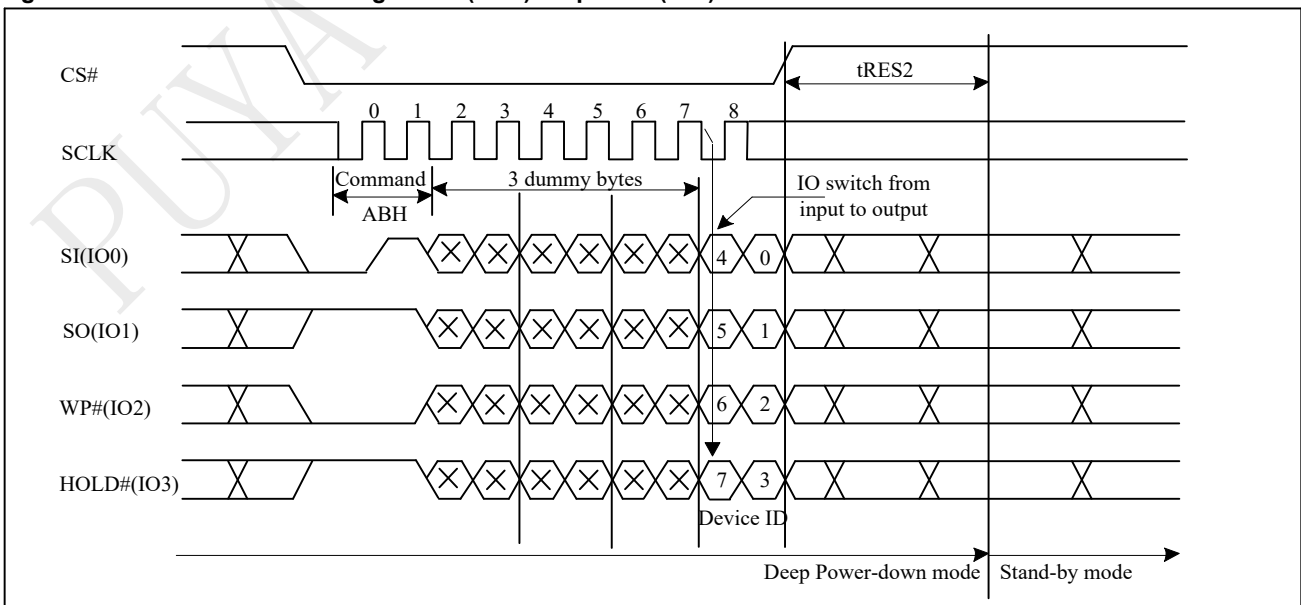 PUYA
CS#
tRES2
0 1 2 3 4 5 6 7 8
SCLK
Command
3 dummy bytes
IO switch from
input to output
ABH
SI(IO0)
4 0
SO(IO1)
5 1
WP#(IO2)
6 2
HOLD#(IO3)
7 3
Device ID
Deep Power-down mode
Stand-by mode